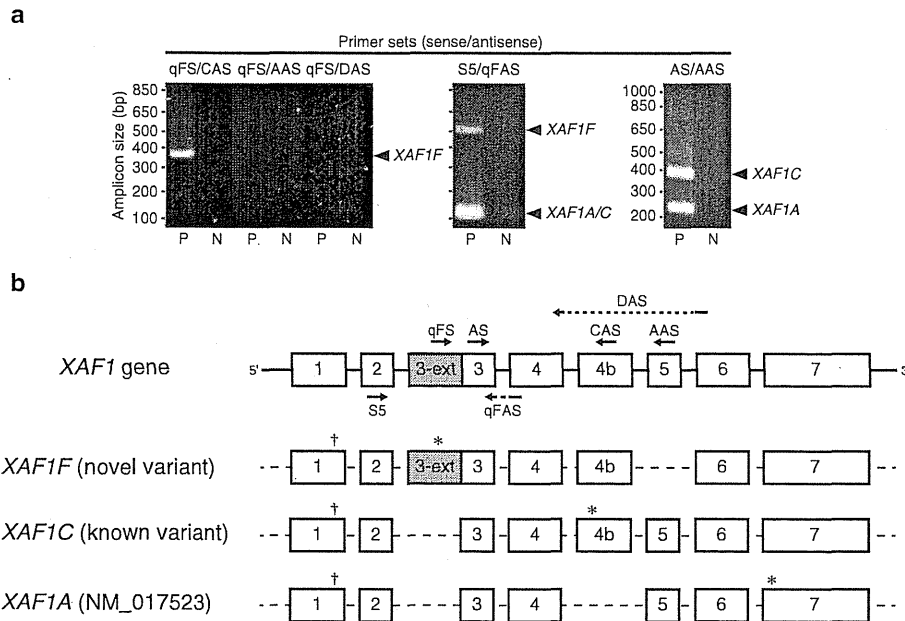 a
Primer sets (sense/antisense)
qFS/CAS qFS/AAS qFS/DAS
S5/qFAS
AS/AAS
Amplicon size (bp)
850
650
500
400
300
200
100
XAF1F
P N P. N P N
XAF1F
XAF1A/C
P N
1000
850
650
500
400
300
200
XAF1C
XAF1A
P N
b
DAS
qFS AS CAS AAS
XAF1 gene 5' 1 2 3-ext 3 4 4b 5 6 7 3'
S5 qFAS
† *
XAF1F (novel variant) 1 2 3-ext 3 4 4b 6 7
† *
XAF1C (known variant) 1 2 3 4 4b 5 6 7
† *
XAF1A (NM_017523) 1 2 3 4 5 6 7